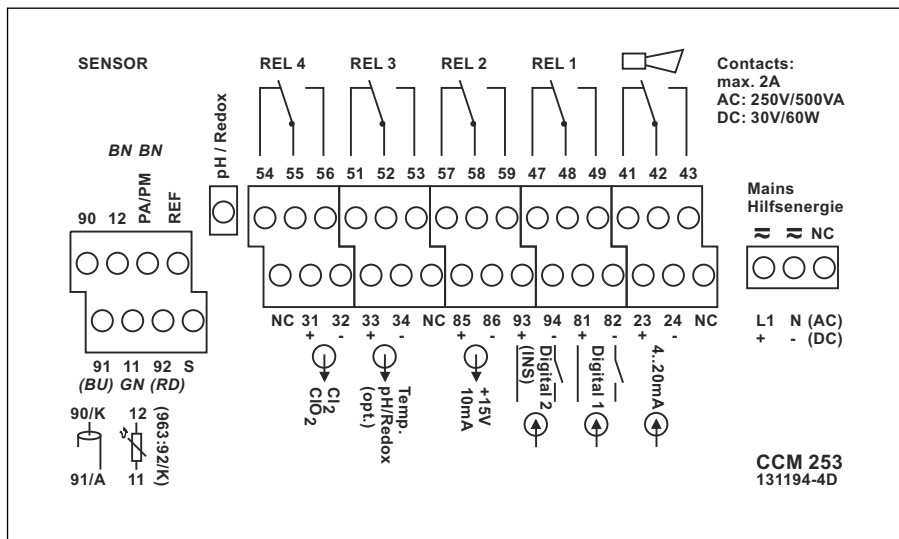 SENSOR
REL 4 REL 3 REL 2 REL 1
Contacts:
max. 2A
AC: 250V/500VA
DC: 30V/60W
pH / Redox
BN BN
54 55 56 51 52 53 57 58 59 47 48 49 41 42 43
90 12 PA/PM REF
Mains
Hilfsenergie
≂ ≂ NC
NC 31 32 33 34 NC 85 86 93 94 81 82 23 24 NC
+ - + - + - + - + - + -
L1 N (AC)
+ - (DC)
91 11 92 S
(BU) GN (RD)
Cl2
ClO2
Temp.
pH/Redox
(opt.)
+15V
10mA
Digital 2
(INS)
Digital 1
4..20mA
90/K 12 (963:92/K)
91/A 11
CCM 253
131194-4D